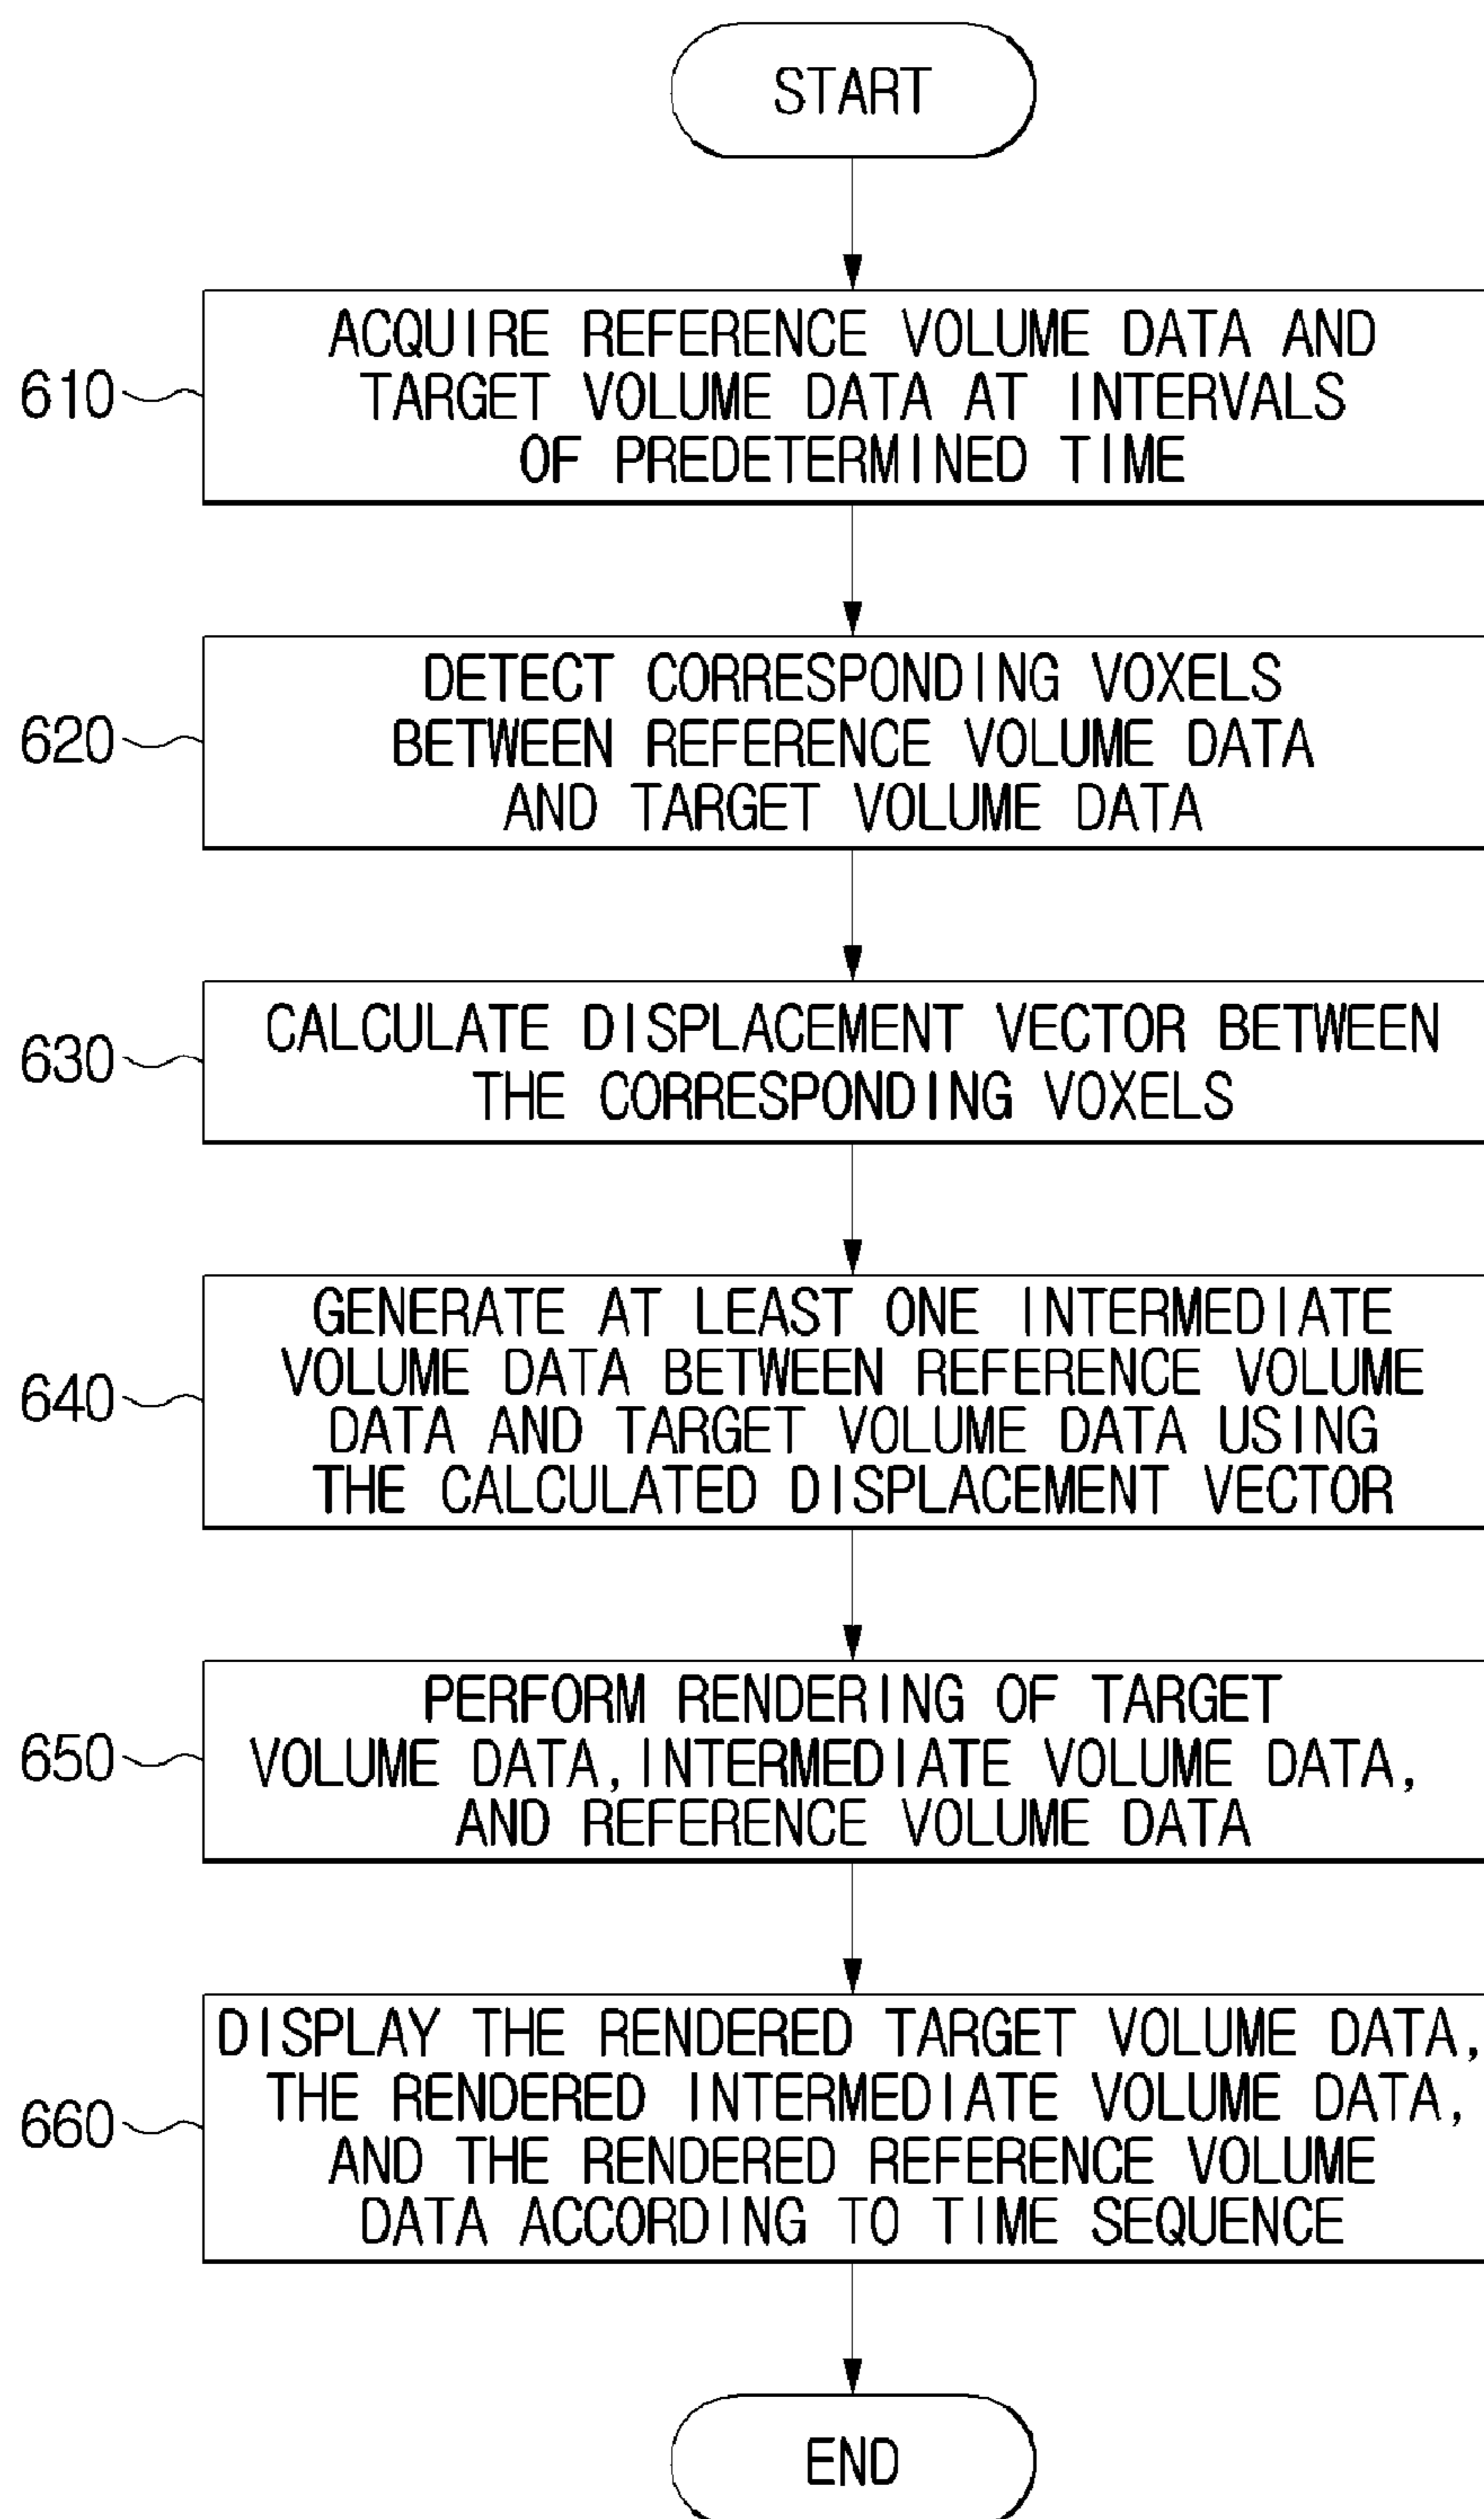 START
ACQUIRE REFERENCE VOLUME DATA AND
TARGET VOLUME DATA AT INTERVALS
OF PREDETERMINED TIME
610
DETECT CORRESPONDING VOXELS
BETWEEN REFERENCE VOLUME DATA
AND TARGET VOLUME DATA
620
CALCULATE DISPLACEMENT VECTOR BETWEEN
THE CORRESPONDING VOXELS
630
GENERATE AT LEAST ONE INTERMEDIATE
VOLUME DATA BETWEEN REFERENCE VOLUME
DATA AND TARGET VOLUME DATA USING
THE CALCULATED DISPLACEMENT VECTOR
640
PERFORM RENDERING OF TARGET
VOLUME DATA, INTERMEDIATE VOLUME DATA,
AND REFERENCE VOLUME DATA
650
DISPLAY THE RENDERED TARGET VOLUME DATA,
THE RENDERED INTERMEDIATE VOLUME DATA,
AND THE RENDERED REFERENCE VOLUME
DATA ACCORDING TO TIME SEQUENCE
660
END